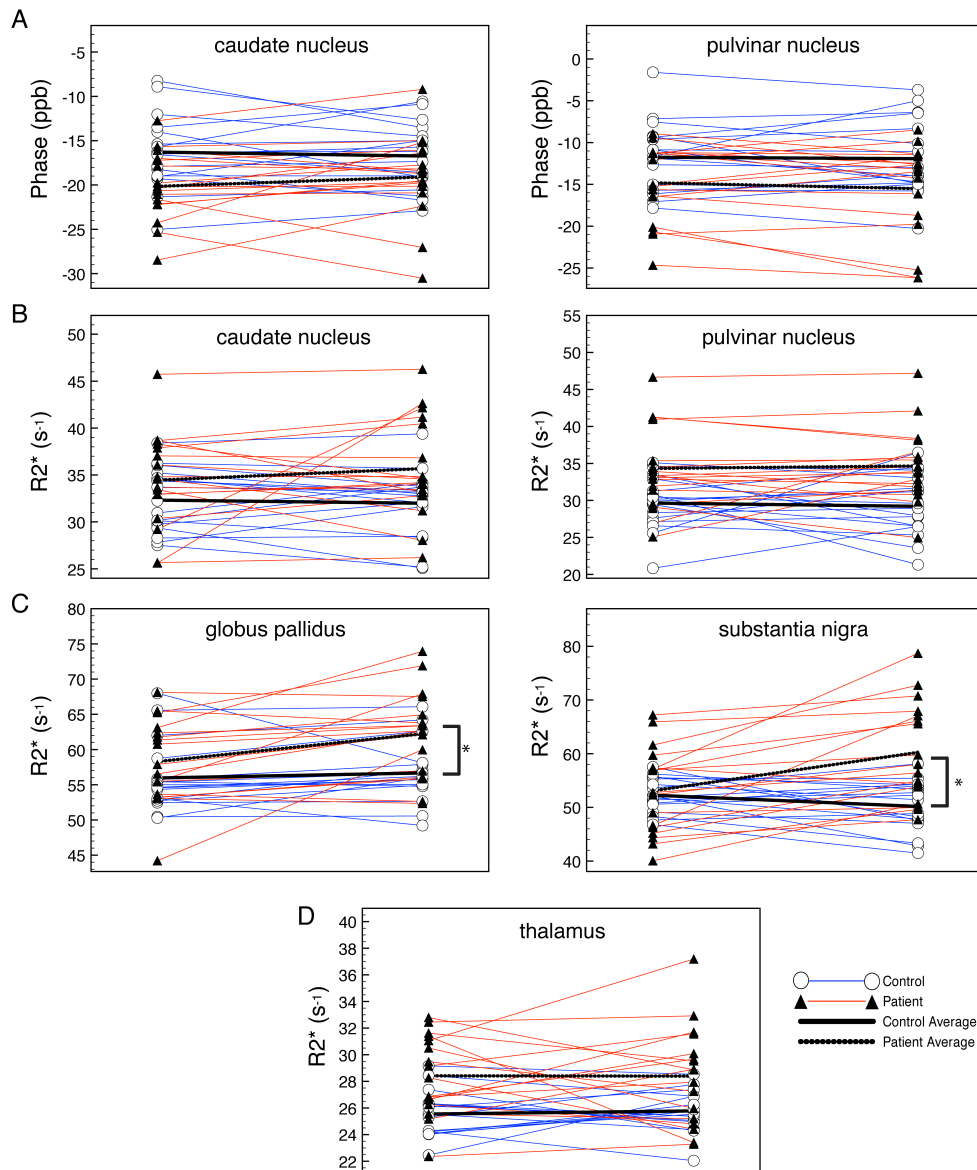 A
caudate nucleus
Phase (ppb)
-5
-10
-15
-20
-25
-30
pulvinar nucleus
Phase (ppb)
0
-5
-10
-15
-20
-25
B
caudate nucleus
R2* (s-1)
50
45
40
35
30
25
pulvinar nucleus
R2* (s-1)
55
50
45
40
35
30
25
20
C
globus pallidus
R2* (s-1)
80
75
70
65
60
55
50
45
*
substantia nigra
R2* (s-1)
80
70
60
50
40
*
D
thalamus
R2* (s-1)
40
38
36
34
32
30
28
26
24
22
Control
Patient
Control Average
Patient Average